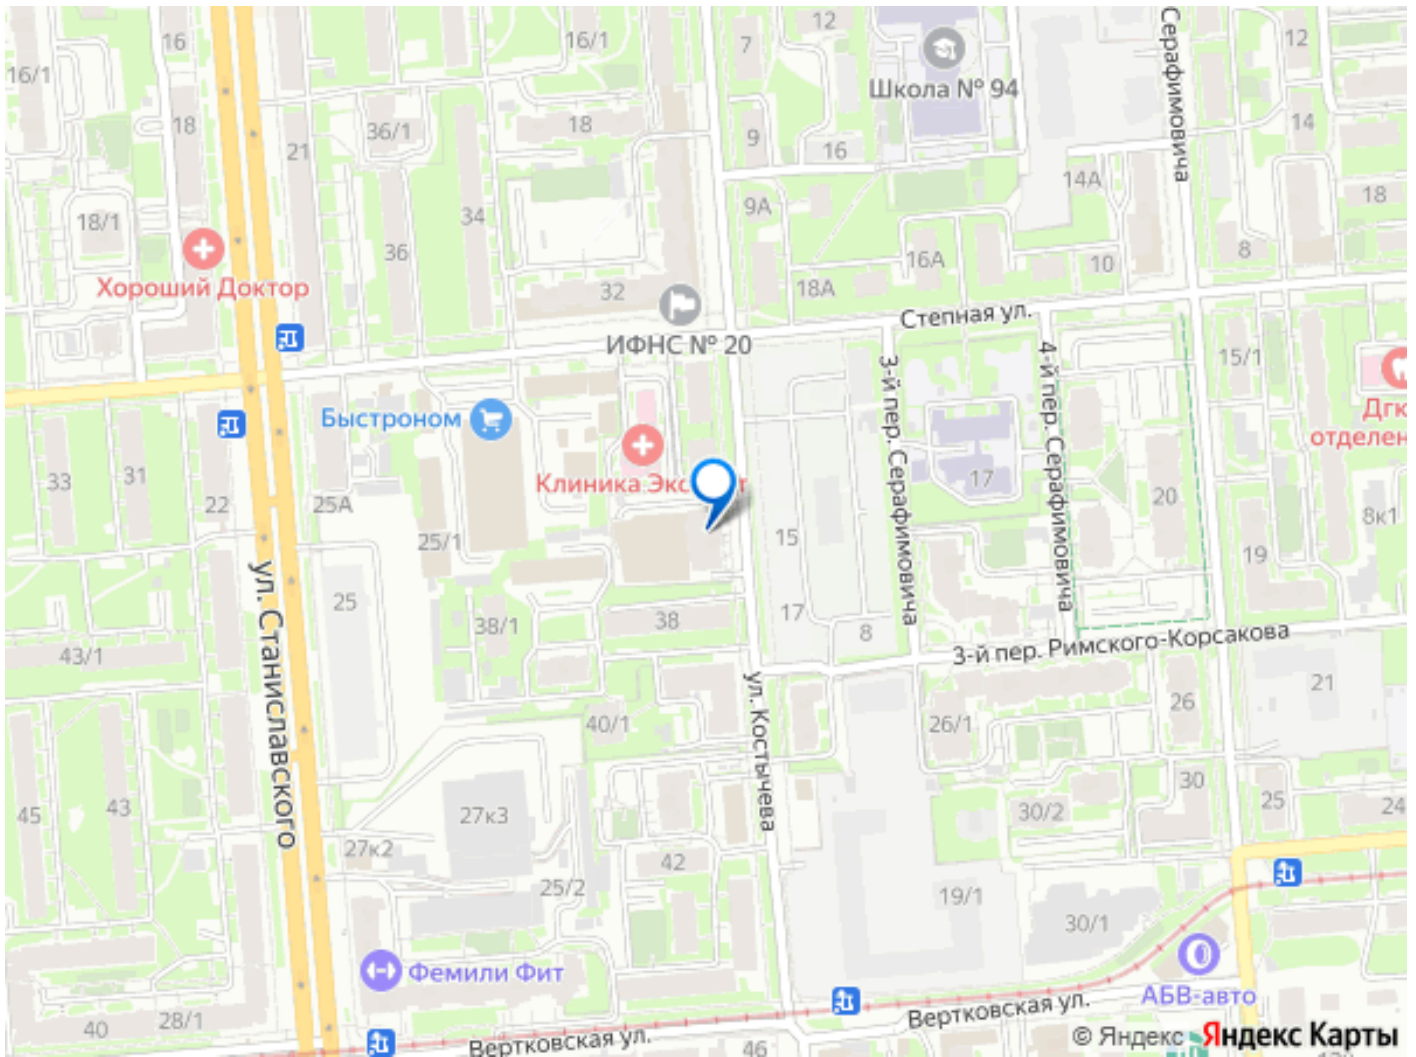 12
16
16/1
7
Серафимовича
12
16/1
Школа № 94
18
21
36/1
18
9
16
14
14А
18
18/1
34
9А
36
16А
8
10
Хороший Доктор
32
18А
Степная ул.
ИФНС № 20
15/1
3-й пер. Серафимовича
4-й пер. Серафимовича
Быстроном
Дгк
отделен
33
31
22
25А
Клиника Экс
т
17
20
8к1
25/1
15
19
ул. Станиславского
25
38/1
38
17
8
3-й пер. Римского-Корсакова
43/1
ул. Костычева
21
40/1
26/1
26
45
43
27к3
30/2
30
25
24
27к2
42
25/2
19/1
30/1
Фемили Фит
АБВ-авто
40
28/1
Вертковская ул.
Вертковская ул.
46
© Яндекс Яндекс Карты